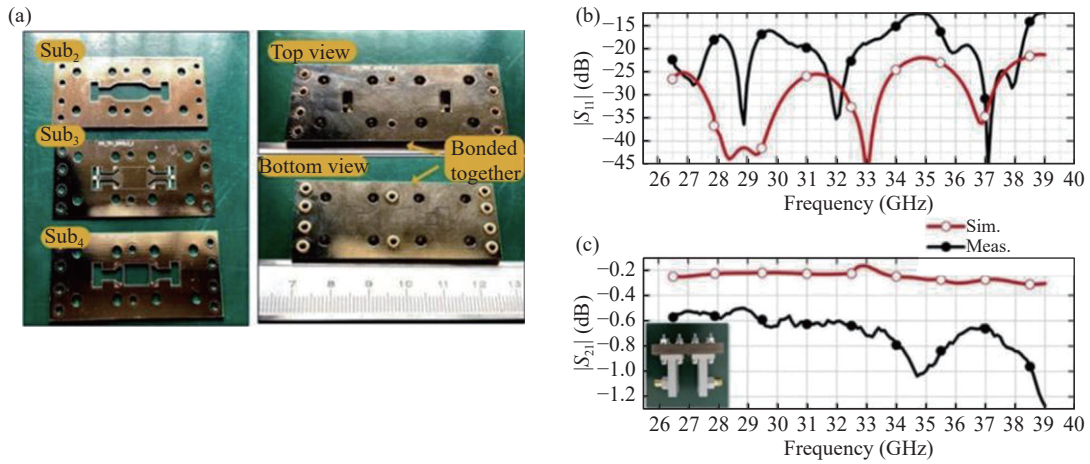 (a)
Sub₂
Sub₃
Sub₄
Top view
Bonded
together
Bottom view
7 8 9 10 11 12 13
(b)
−15
−20
−25
−30
−35
−40
−45
|S₁₁| (dB)
26 27 28 29 30 31 32 33 34 35 36 37 38 39 40
Frequency (GHz)
Sim.
Meas.
(c)
−0.2
−0.4
−0.6
−0.8
−1.0
−1.2
|S₂₁| (dB)
26 27 28 29 30 31 32 33 34 35 36 37 38 39 40
Frequency (GHz)